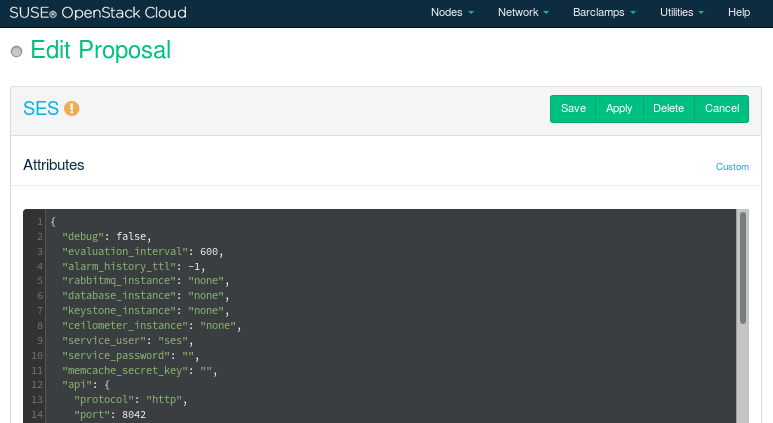 SUSE® OpenStack Cloud Nodes Network Barclamps Utilities Help
Edit Proposal
SES ! Save Apply Delete Cancel
Attributes Custom
1 {
2 "debug": false,
3 "evaluation_interval": 600,
4 "alarm_history_ttl": -1,
5 "rabbitmq_instance": "none",
6 "database_instance": "none",
7 "keystone_instance": "none",
8 "ceilometer_instance": "none",
9 "service_user": "ses",
10 "service_password": "",
11 "memcache_secret_key": "",
12 "api": {
13 "protocol": "http",
14 "port": 8042